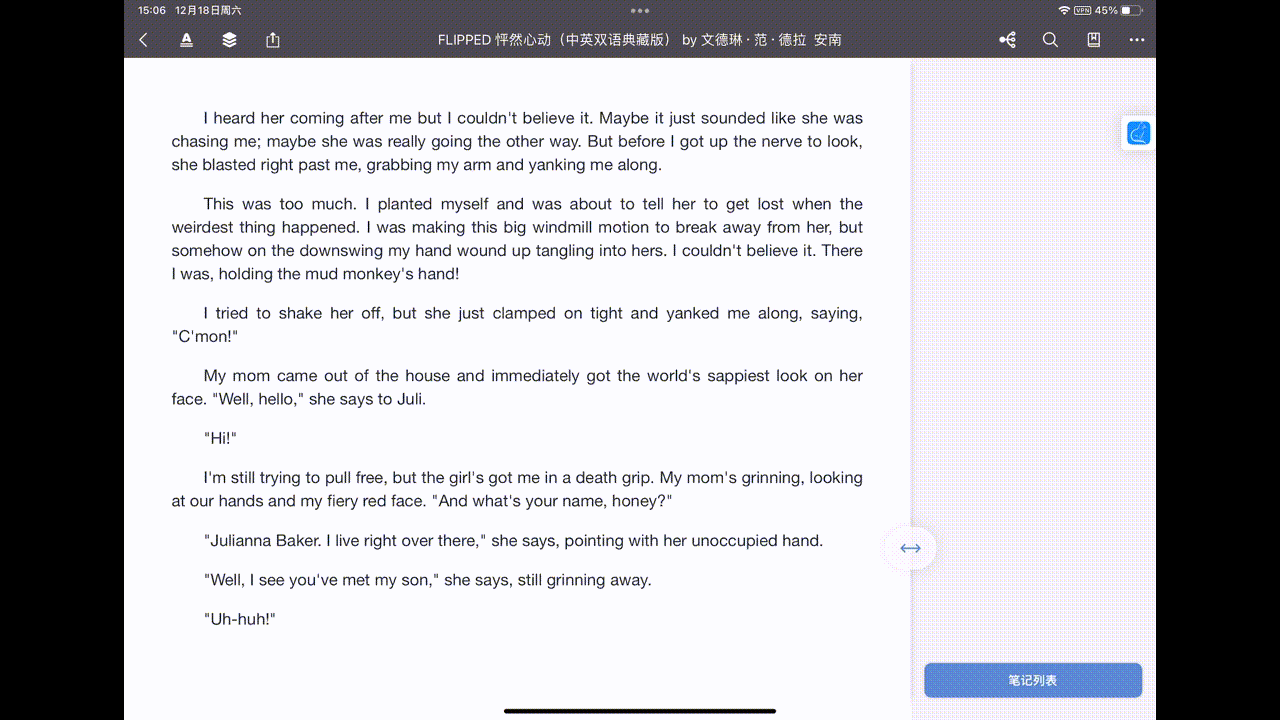 15:06 12月18日周六
VPN 45%
FLIPPED 怦然心动（中英双语典藏版） by 文德琳·范·德拉 安南
I heard her coming after me but I couldn't believe it. Maybe it just sounded like she was
chasing me; maybe she was really going the other way. But before I got up the nerve to look,
she blasted right past me, grabbing my arm and yanking me along.
This was too much. I planted myself and was about to tell her to get lost when the
weirdest thing happened. I was making this big windmill motion to break away from her, but
somehow on the downswing my hand wound up tangling into hers. I couldn't believe it. There
I was, holding the mud monkey's hand!
I tried to shake her off, but she just clamped on tight and yanked me along, saying,
"C'mon!"
My mom came out of the house and immediately got the world's sappiest look on her
face. "Well, hello," she says to Juli.
"Hi!"
I'm still trying to pull free, but the girl's got me in a death grip. My mom's grinning, looking
at our hands and my fiery red face. "And what's your name, honey?"
"Julianna Baker. I live right over there," she says, pointing with her unoccupied hand.
"Well, I see you've met my son," she says, still grinning away.
"Uh-huh!"
笔记列表